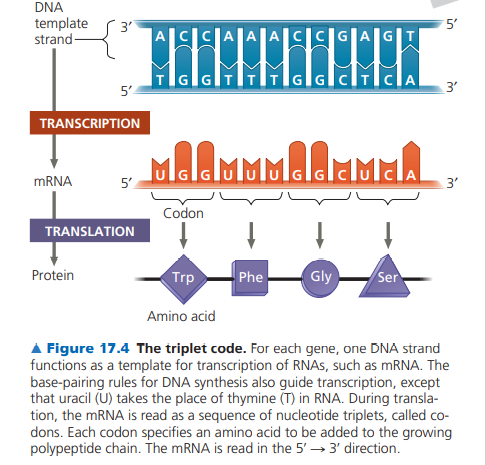 DNA
template
strand
3′
5′
A C C A A A C C G A G T
T G G T T T G G C T C A
5′
3′
TRANSCRIPTION
mRNA
5′
U G G U U U G G C U C A
3′
Codon
TRANSLATION
Protein
Trp
Phe
Gly
Ser
Amino acid
▲ Figure 17.4 The triplet code. For each gene, one DNA strand
functions as a template for transcription of RNAs, such as mRNA. The
base-pairing rules for DNA synthesis also guide transcription, except
that uracil (U) takes the place of thymine (T) in RNA. During transla-
tion, the mRNA is read as a sequence of nucleotide triplets, called co-
dons. Each codon specifies an amino acid to be added to the growing
polypeptide chain. The mRNA is read in the 5′ → 3′ direction.